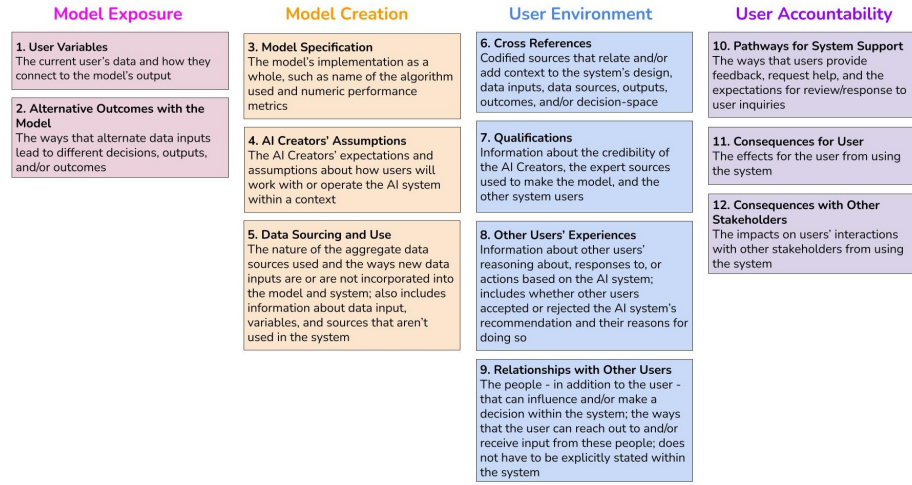 Model Exposure
1. User Variables
The current user's data and how they
connect to the model's output
2. Alternative Outcomes with the
Model
The ways that alternate data inputs
lead to different decisions, outputs,
and/or outcomes
Model Creation
3. Model Specification
The model's implementation as a
whole, such as name of the algorithm
used and numeric performance
metrics
4. AI Creators' Assumptions
The AI Creators' expectations and
assumptions about how users will
work with or operate the AI system
within a context
5. Data Sourcing and Use
The nature of the aggregate data
sources used and the ways new data
inputs are or are not incorporated into
the model and system; also includes
information about data input,
variables, and sources that aren't
used in the system
User Environment
6. Cross References
Codified sources that relate and/or
add context to the system's design,
data inputs, data sources, outputs,
outcomes, and/or decision-space
7. Qualifications
Information about the credibility of
the AI Creators, the expert sources
used to make the model, and the
other system users
8. Other Users' Experiences
Information about other users'
reasoning about, responses to, or
actions based on the AI system;
includes whether other users
accepted or rejected the AI system's
recommendation and their reasons for
doing so
9. Relationships with Other Users
The people - in addition to the user -
that can influence and/or make a
decision within the system; the ways
that the user can reach out to and/or
receive input from these people; does
not have to be explicitly stated within
the system
User Accountability
10. Pathways for System Support
The ways that users provide
feedback, request help, and the
expectations for review/response to
user inquiries
11. Consequences for User
The effects for the user from using
the system
12. Consequences with Other
Stakeholders
The impacts on users' interactions
with other stakeholders from using
the system